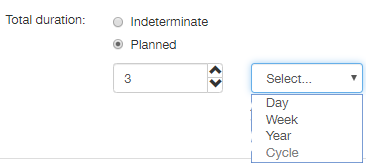 Total duration:
Indeterminate
Planned
3
Select...
Day
Week
Year
Cycle